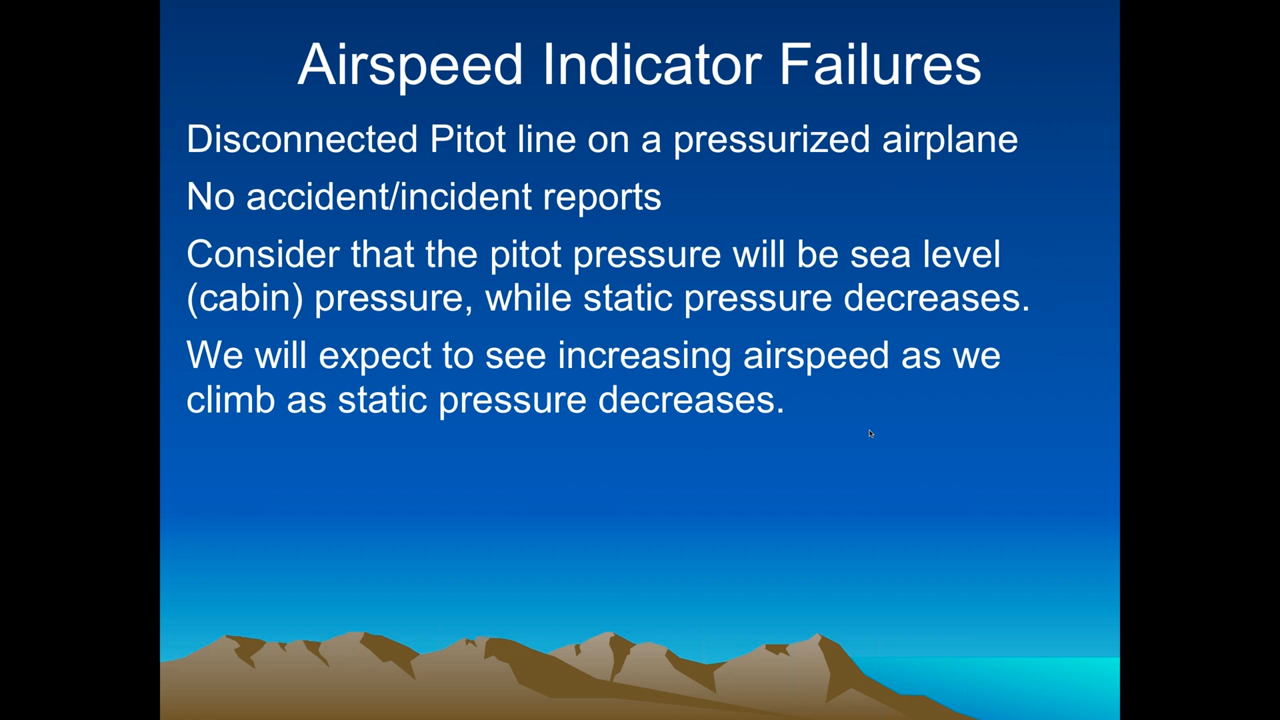 Airspeed Indicator Failures
Disconnected Pitot line on a pressurized airplane
No accident/incident reports
Consider that the pitot pressure will be sea level
(cabin) pressure, while static pressure decreases.
We will expect to see increasing airspeed as we
climb as static pressure decreases.